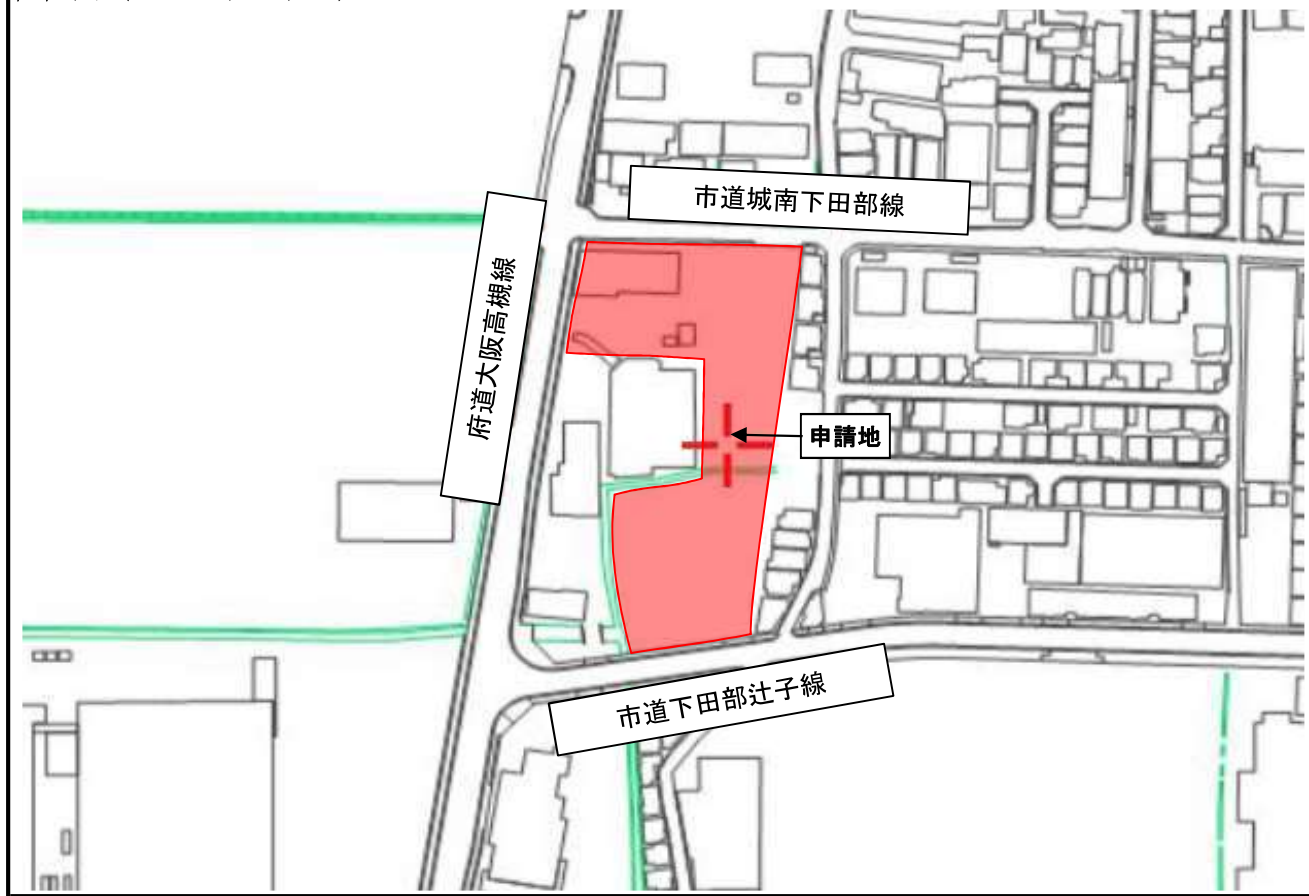 市道城南下田部線
府道大阪高槻線
申請地
市道下田部辻子線